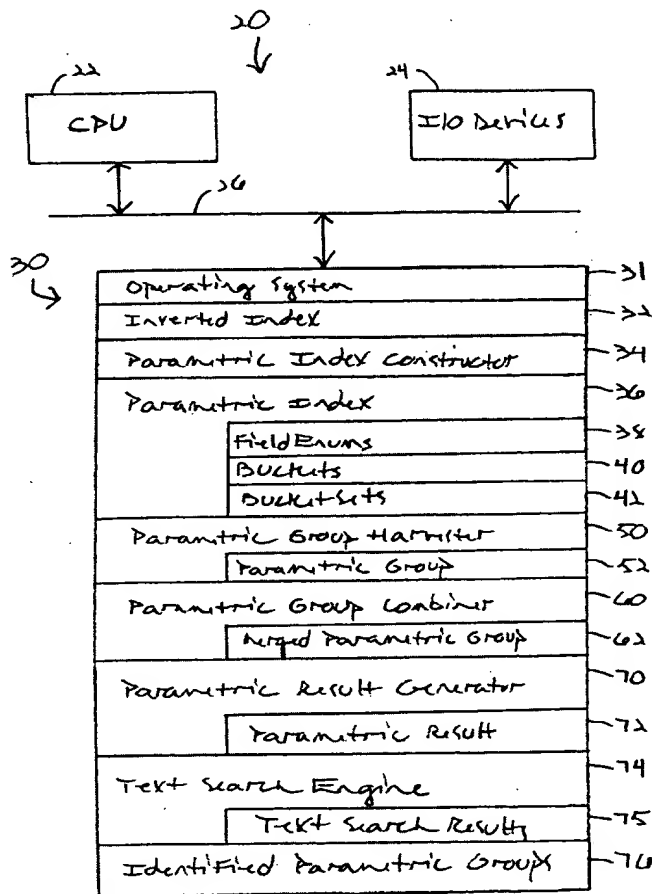 20
22
24
CPU
I/O Devices
26
30
Operating System 31
Inverted Index 32
Parametric Index Constructor 34
Parametric Index 36
FieldEnums 38
Buckets 40
BucketSets 42
Parametric Group Harvester 50
Parametric Group 52
Parametric Group Combiner 60
Merged Parametric Group 62
Parametric Result Generator 70
Parametric Result 72
Text Search Engine 74
Text Search Results 75
Identified Parametric Groups 76